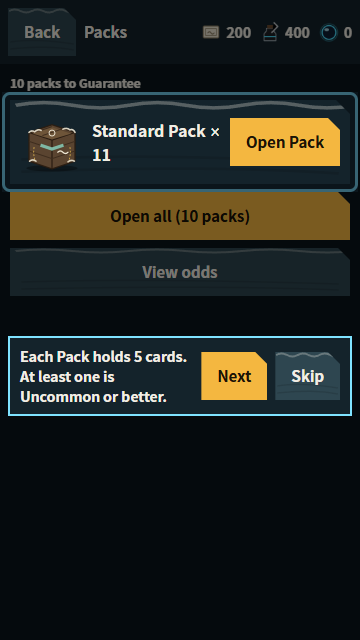 Back
Packs
200
400
0
10 packs to Guarantee
Standard Pack ×
11
Open Pack
Open all (10 packs)
View odds
Each Pack holds 5 cards.
At least one is
Uncommon or better.
Next
Skip